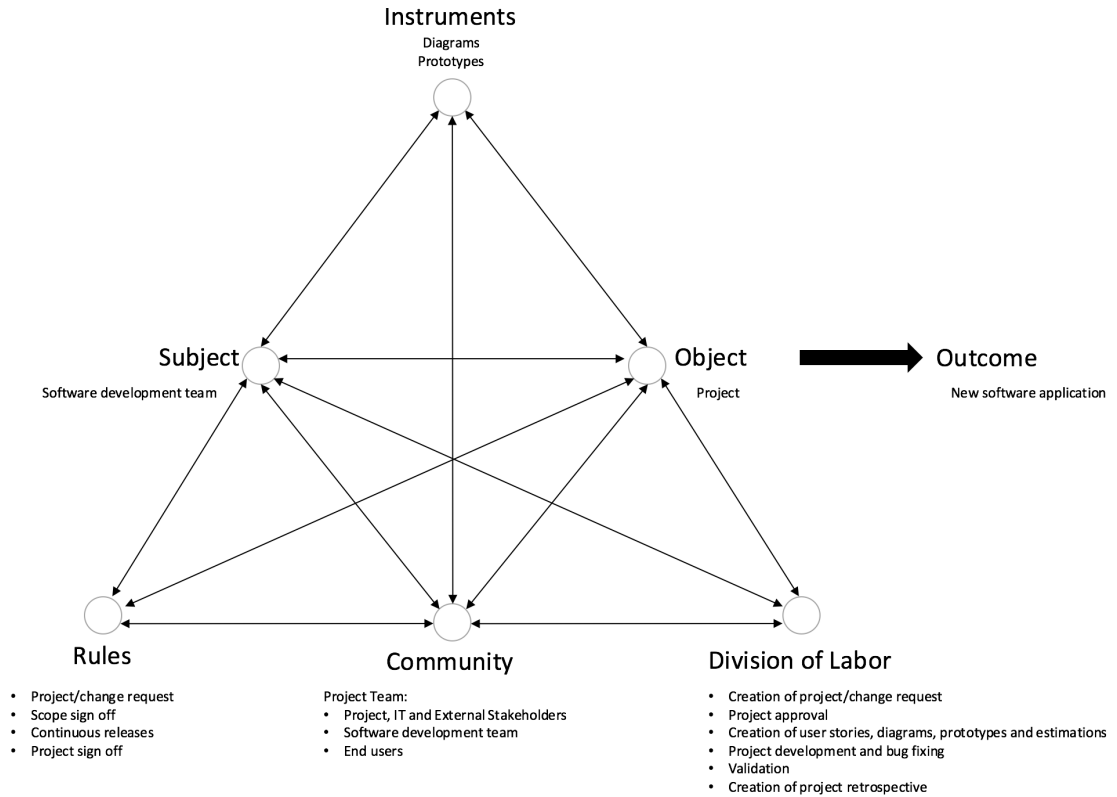 Instruments
Diagrams
Prototypes
Subject
Software development team
Object
Project
Outcome
New software application
Rules
• Project/change request
• Scope sign off
• Continuous releases
• Project sign off
Community
Project Team:
• Project, IT and External Stakeholders
• Software development team
• End users
Division of Labor
• Creation of project/change request
• Project approval
• Creation of user stories, diagrams, prototypes and estimations
• Project development and bug fixing
• Validation
• Creation of project retrospective